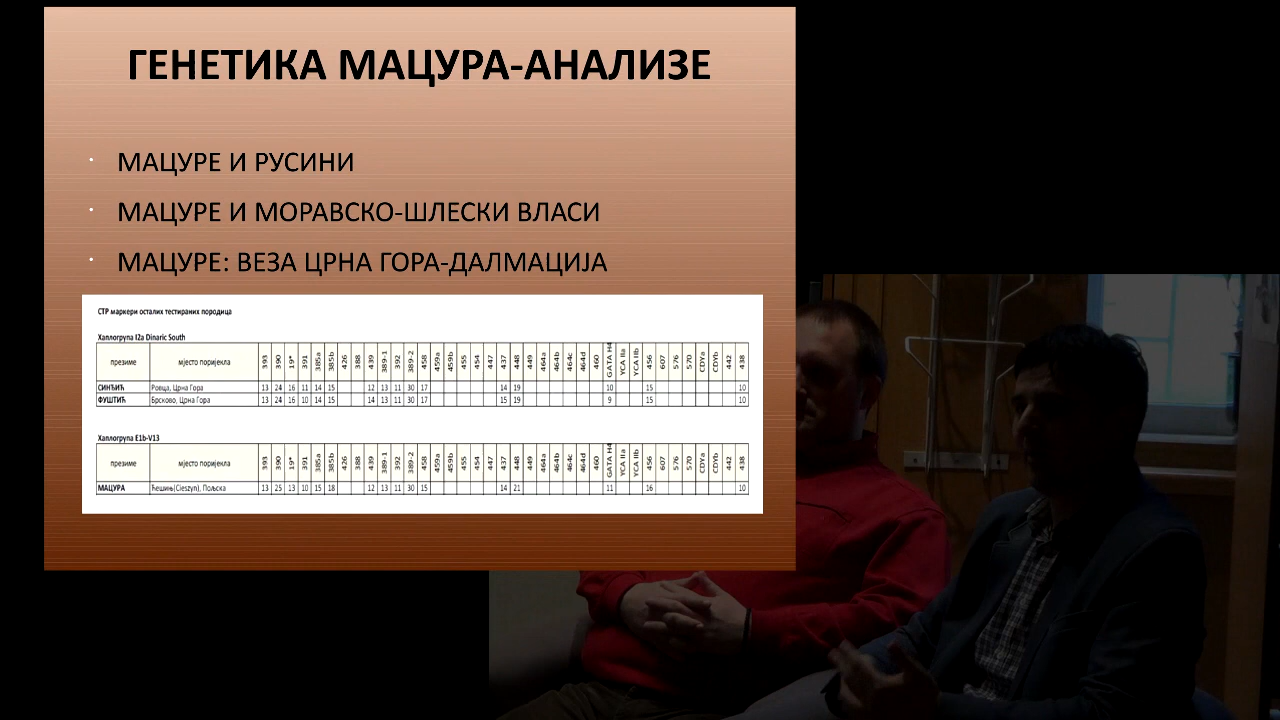 ГЕНЕТИКА МАЦУРА-АНАЛИЗЕ
МАЦУРЕ И РУСИНИ
МАЦУРЕ И МОРАВСКО-ШЛЕСКИ ВЛАСИ
МАЦУРЕ: ВЕЗА ЦРНА ГОРА-ДАЛМАЦИЈА
СТР маркери осталих тестираних породица
Хаплогрупа I2a Dinaric South
презиме мјесто поријекла 393 390 19* 391 385a 385b 426 388 439 389-1 392 389-2 458 459a 459b 455 454 447 437 448 449 464a 464b 464c 464d 460 GATA H4 YCA IIa YCA IIb 456 607 576 570 CDYa CDYb 442 438
СИНЂИЋ Ровца, Црна Гора 13 24 16 11 14 15 12 13 11 30 17 14 19 10 15 10
ФУШТИЋ Брсково, Црна Гора 13 24 16 10 14 15 14 13 11 30 17 15 19 9 15 10
Хаплогрупа E1b-V13
презиме мјесто поријекла 393 390 19* 391 385a 385b 426 388 439 389-1 392 389-2 458 459a 459b 455 454 447 437 448 449 464a 464b 464c 464d 460 GATA H4 YCA IIa YCA IIb 456 607 576 570 CDYa CDYb 442 438
МАЦУРА Ћешињ(Cieszyn), Пољска 13 25 13 10 15 18 12 13 11 30 15 14 21 11 16 10